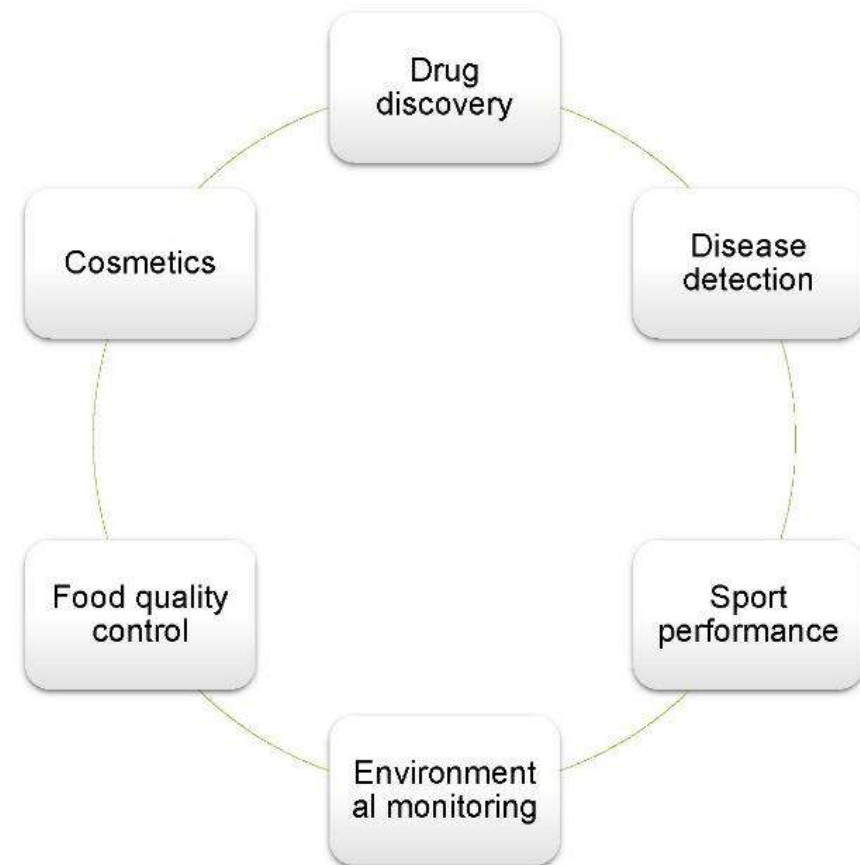 Drug
discovery
Disease
detection
Sport
performance
Environment
al monitoring
Food quality
control
Cosmetics